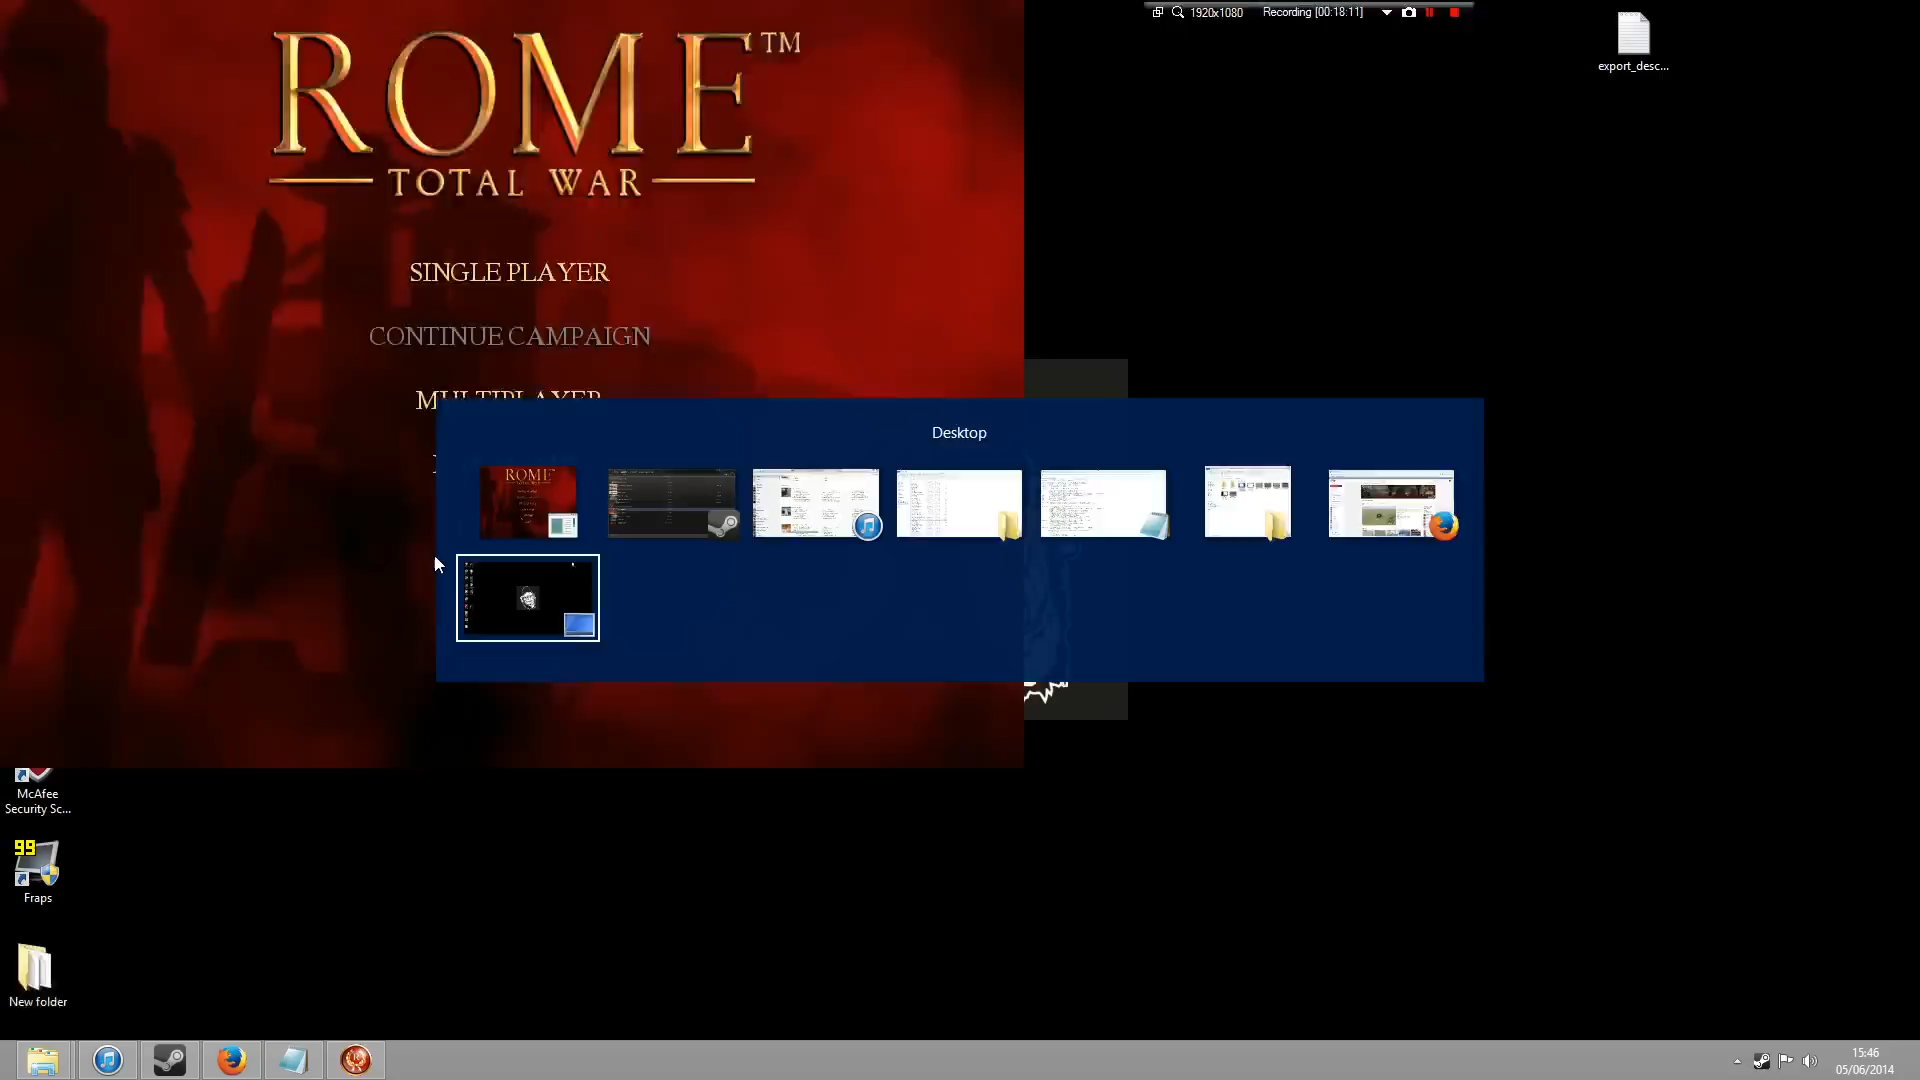 1920x1080 Recording [00:18:11]
export_desc...
ROME™
TOTAL WAR
SINGLE PLAYER
CONTINUE CAMPAIGN
MULTIPLAYER
Desktop
ROME
McAfee
Security Sc...
99
Fraps
New folder
15:46
05/06/2014